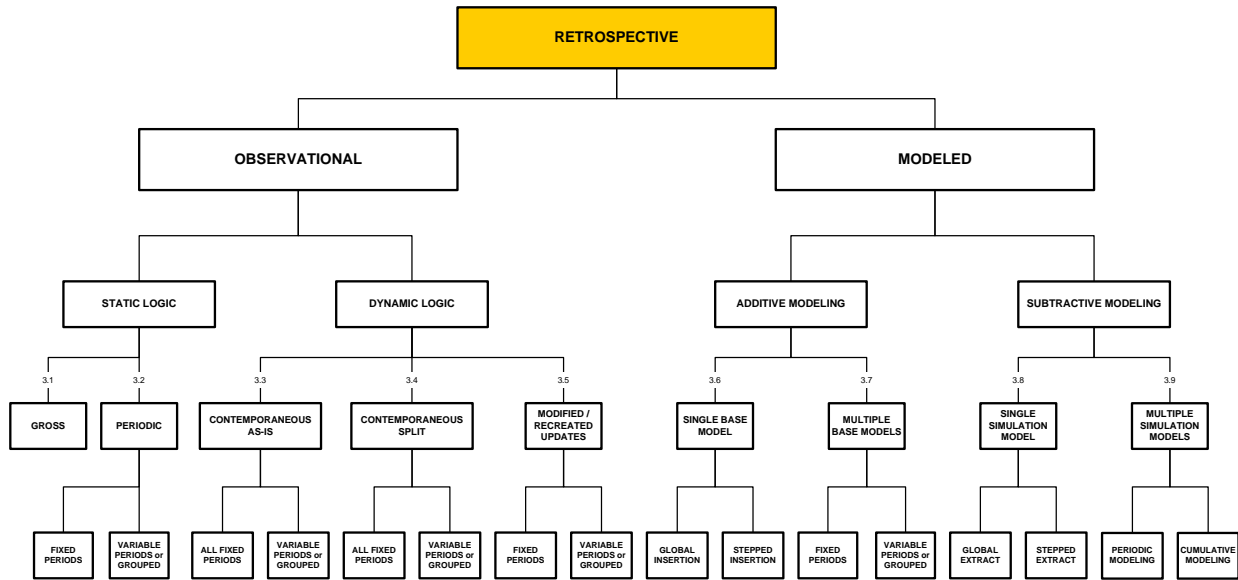 RETROSPECTIVE
OBSERVATIONAL
MODELED
STATIC LOGIC
DYNAMIC LOGIC
ADDITIVE MODELING
SUBTRACTIVE MODELING
3.1
3.2
3.3
3.4
3.5
3.6
3.7
3.8
3.9
GROSS
PERIODIC
CONTEMPORANEOUS
AS-IS
CONTEMPORANEOUS
SPLIT
MODIFIED /
RECREATED
UPDATES
SINGLE BASE
MODEL
MULTIPLE
BASE MODELS
SINGLE
SIMULATION
MODEL
MULTIPLE
SIMULATION
MODELS
FIXED
PERIODS
VARIABLE
PERIODS or
GROUPED
ALL FIXED
PERIODS
VARIABLE
PERIODS or
GROUPED
ALL FIXED
PERIODS
VARIABLE
PERIODS or
GROUPED
FIXED
PERIODS
VARIABLE
PERIODS or
GROUPED
GLOBAL
INSERTION
STEPPED
INSERTION
FIXED
PERIODS
VARIABLE
PERIODS or
GROUPED
GLOBAL
EXTRACT
STEPPED
EXTRACT
PERIODIC
MODELING
CUMULATIVE
MODELING